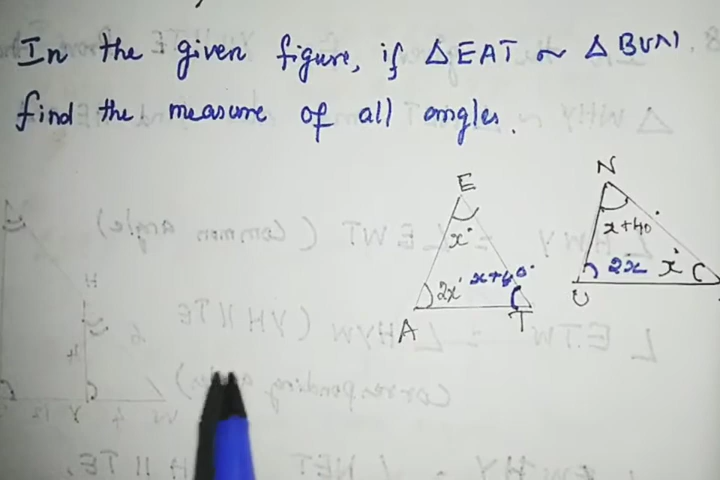 In the given figure, if △EAT ~ △BUN
find the measure of all angles.
E
x°
2x°
x+40°
A
T
N
x+40°
2x
x°
U